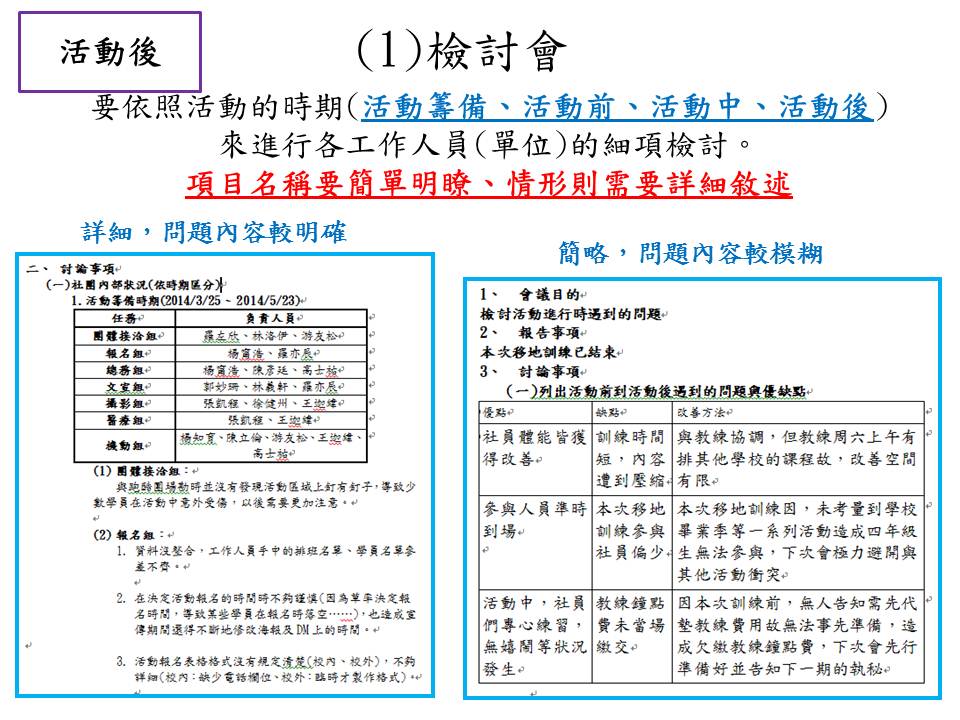 活動後
(1)檢討會
要依照活動的時期(活動籌備、活動前、活動中、活動後)
來進行各工作人員(單位)的細項檢討。
項目名稱要簡單明瞭、情形則需要詳細敘述
詳細，問題內容較明確
二、 討論事項
(一)社團內部狀況(依時期區分)
1.活動籌備時期(2014/3/25 ~ 2014/5/23)
任務 負責人員
團體接洽組 羅左欣、林洛伊、游友松
報名組 楊甯浩、羅亦辰
總務組 楊甯浩、陳彥廷、高士祐
文宣組 郭妙珊、林義軒、羅亦辰
攝影組 張凱程、徐健州、王迦緯
醫療組 張凱程、王迦緯
機動組 楊知寬、陳立倫、游友松、王迦緯、
高士祐
(1) 團體接洽組：
與跑酷團場勘時並沒有發現活動區域上釘有釘子，導致少
數學員在活動中意外受傷，以後需要更加注意。
(2) 報名組：
1. 資料沒整合，工作人員手中的排班名單、學員名單參
差不齊。
2. 在決定活動報名的時間時不夠謹慎(因為草率決定報
名時間，導致某些學員在報名時落空……)，也造成宣
傳期間還得不斷地修改海報及DM上的時間。
3. 活動報名表格格式沒有規定清楚(校內、校外)，不夠
詳細(校內：缺少電話欄位、校外：臨時才製作格式)。
簡略，問題內容較模糊
1、 會議目的
檢討活動進行時遇到的問題
2、 報告事項
本次移地訓練已結束
3、 討論事項
(一)列出活動前到活動後遇到的問題與優缺點
優點 缺點 改善方法
社員體能皆獲 訓練時間 與教練協調，但教練周六上午有
得改善 短，內容 排其他學校的課程故，改善空間
遭到壓縮 有限
參與人員準時 本次移地 本次移地訓練因，未考量到學校
到場 訓練參與 畢業季等一系列活動造成四年級
社員偏少 生無法參與，下次會極力避開與
其他活動衝突
活動中，社員 教練鐘點 因本次訓練前，無人告知需先代
們專心練習， 費未當場 墊教練費用故無法事先準備，造
無嬉鬧等狀況 繳交 成欠繳教練鐘點費，下次會先行
發生 準備好並告知下一期的執秘